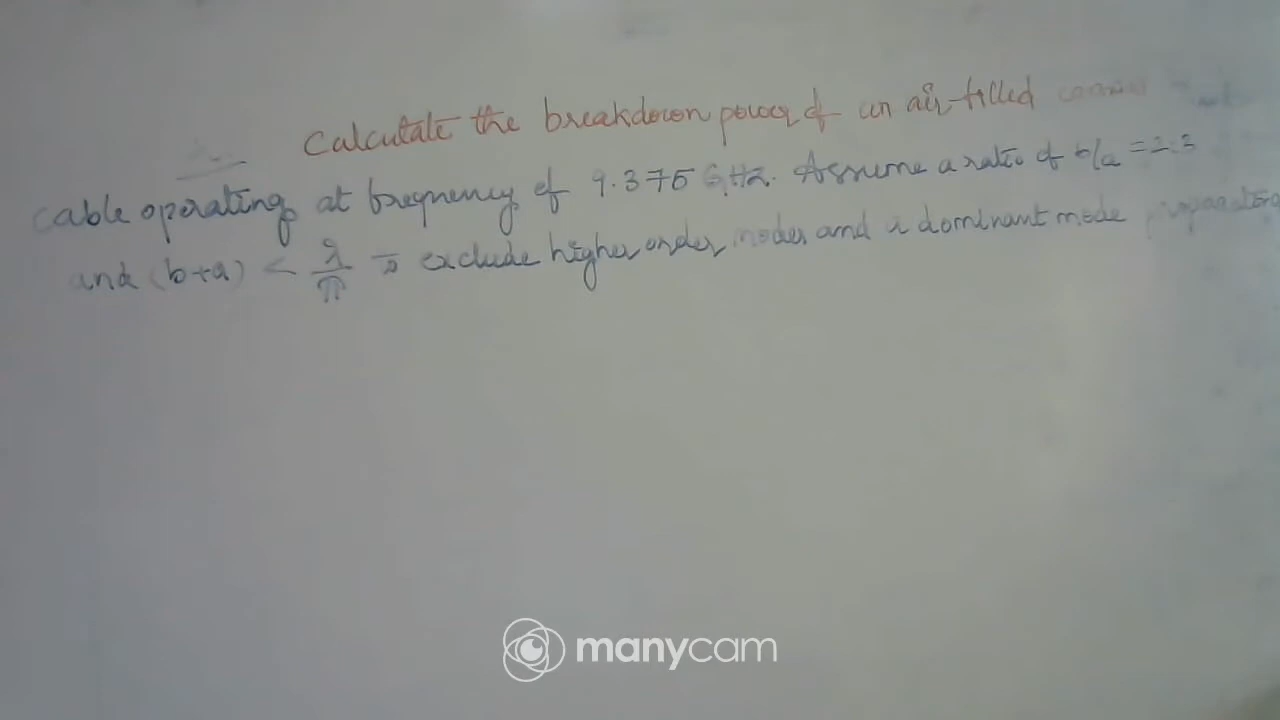 Calculate the breakdown power of an air-filled
cable operating at frequency of 9.375 GHz. Assume a ratio of b/a = 2.3
and (b+a) < λ/π to exclude higher order modes and a dominant mode
manycam